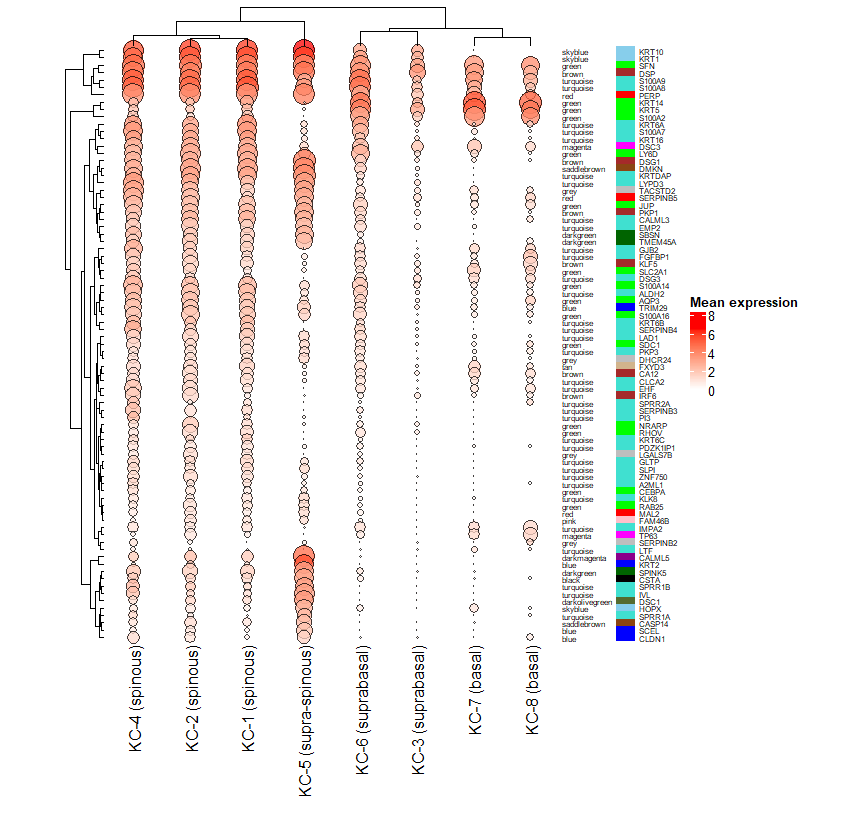 skyblue KRT10
skyblue KRT1
green SFN
brown DSP
turquoise S100A9
turquoise S100A8
red PERP
green KRT14
green KRT5
green S100A2
turquoise KRT6A
turquoise S100A7
turquoise KRT16
magenta DSC3
green LY6D
brown DSG1
saddlebrown DMKN
turquoise KRTDAP
turquoise LYPD3
grey TACSTD2
red SERPINB5
green JUP
brown PKP1
turquoise CALML3
turquoise EMP2
darkgreen SBSN
darkgreen TMEM45A
turquoise GJB2
turquoise FGFBP1
brown KLF5
green SLC2A1
turquoise DSG3
green S100A14
turquoise ALDH2
green AQP3
blue TRIM29
green S100A16
turquoise KRT6B
turquoise SERPINB4
turquoise LAD1
green SDC1
turquoise PKP3
grey DHCR24
tan FXYD3
brown CA12
turquoise CLCA2
turquoise EHF
brown IRF6
turquoise SPRR2A
turquoise SERPINB3
turquoise PI3
green NRARP
green RHOV
turquoise KRT6C
turquoise PDZK1IP1
grey LGALS7B
turquoise GLTP
turquoise SLPI
turquoise ZNF750
turquoise A2ML1
green CEBPA
turquoise KLK8
green RAB25
red MAL2
pink FAM46B
turquoise IMPA2
magenta TP63
grey SERPINB2
turquoise LTF
darkmagenta CALML5
blue KRT2
darkgreen SPINK5
black CSTA
turquoise SPRR1B
turquoise IVL
darkolivegreen DSC1
skyblue HOPX
turquoise SPRR1A
saddlebrown CASP14
blue SCEL
blue CLDN1
Mean expression
8
6
4
2
0
KC-4 (spinous)
KC-2 (spinous)
KC-1 (spinous)
KC-5 (supra-spinous)
KC-6 (suprabasal)
KC-3 (suprabasal)
KC-7 (basal)
KC-8 (basal)